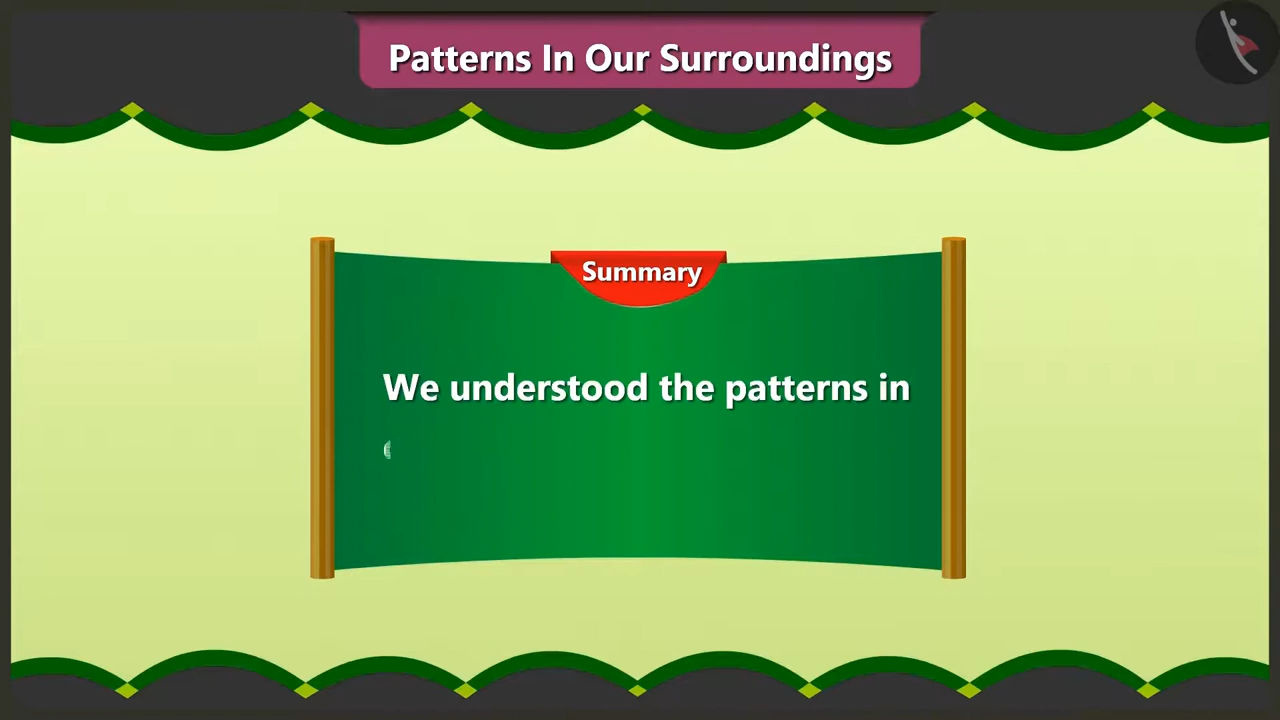 Patterns In Our Surroundings
Summary
We understood the patterns in